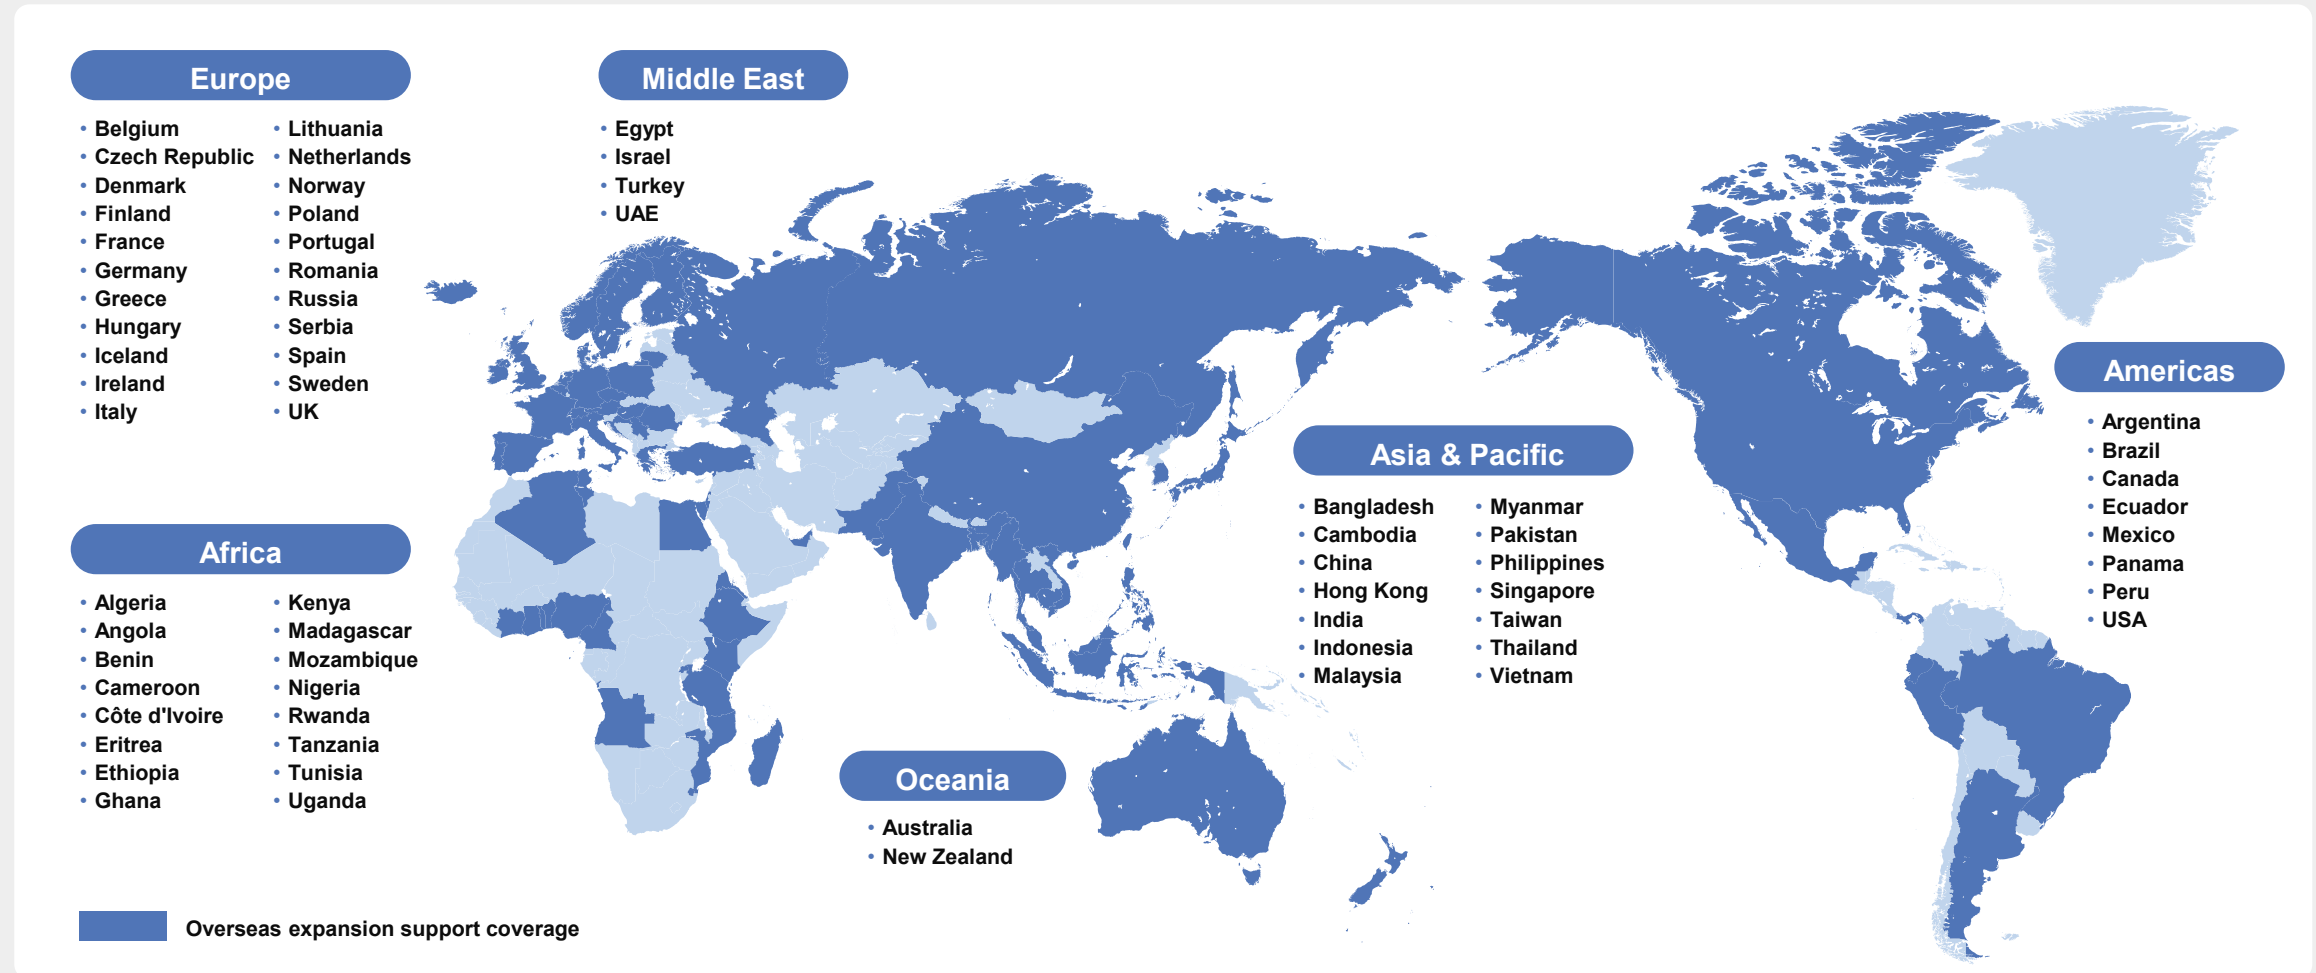 Europe
Belgium
Czech Republic
Denmark
Finland
France
Germany
Greece
Hungary
Iceland
Ireland
Italy
Lithuania
Netherlands
Norway
Poland
Portugal
Romania
Russia
Serbia
Spain
Sweden
UK
Middle East
Egypt
Israel
Turkey
UAE
Africa
Algeria
Angola
Benin
Cameroon
Côte d'Ivoire
Eritrea
Ethiopia
Ghana
Kenya
Madagascar
Mozambique
Nigeria
Rwanda
Tanzania
Tunisia
Uganda
Oceania
Australia
New Zealand
Asia & Pacific
Bangladesh
Cambodia
China
Hong Kong
India
Indonesia
Malaysia
Myanmar
Pakistan
Philippines
Singapore
Taiwan
Thailand
Vietnam
Americas
Argentina
Brazil
Canada
Ecuador
Mexico
Panama
Peru
USA
Overseas expansion support coverage